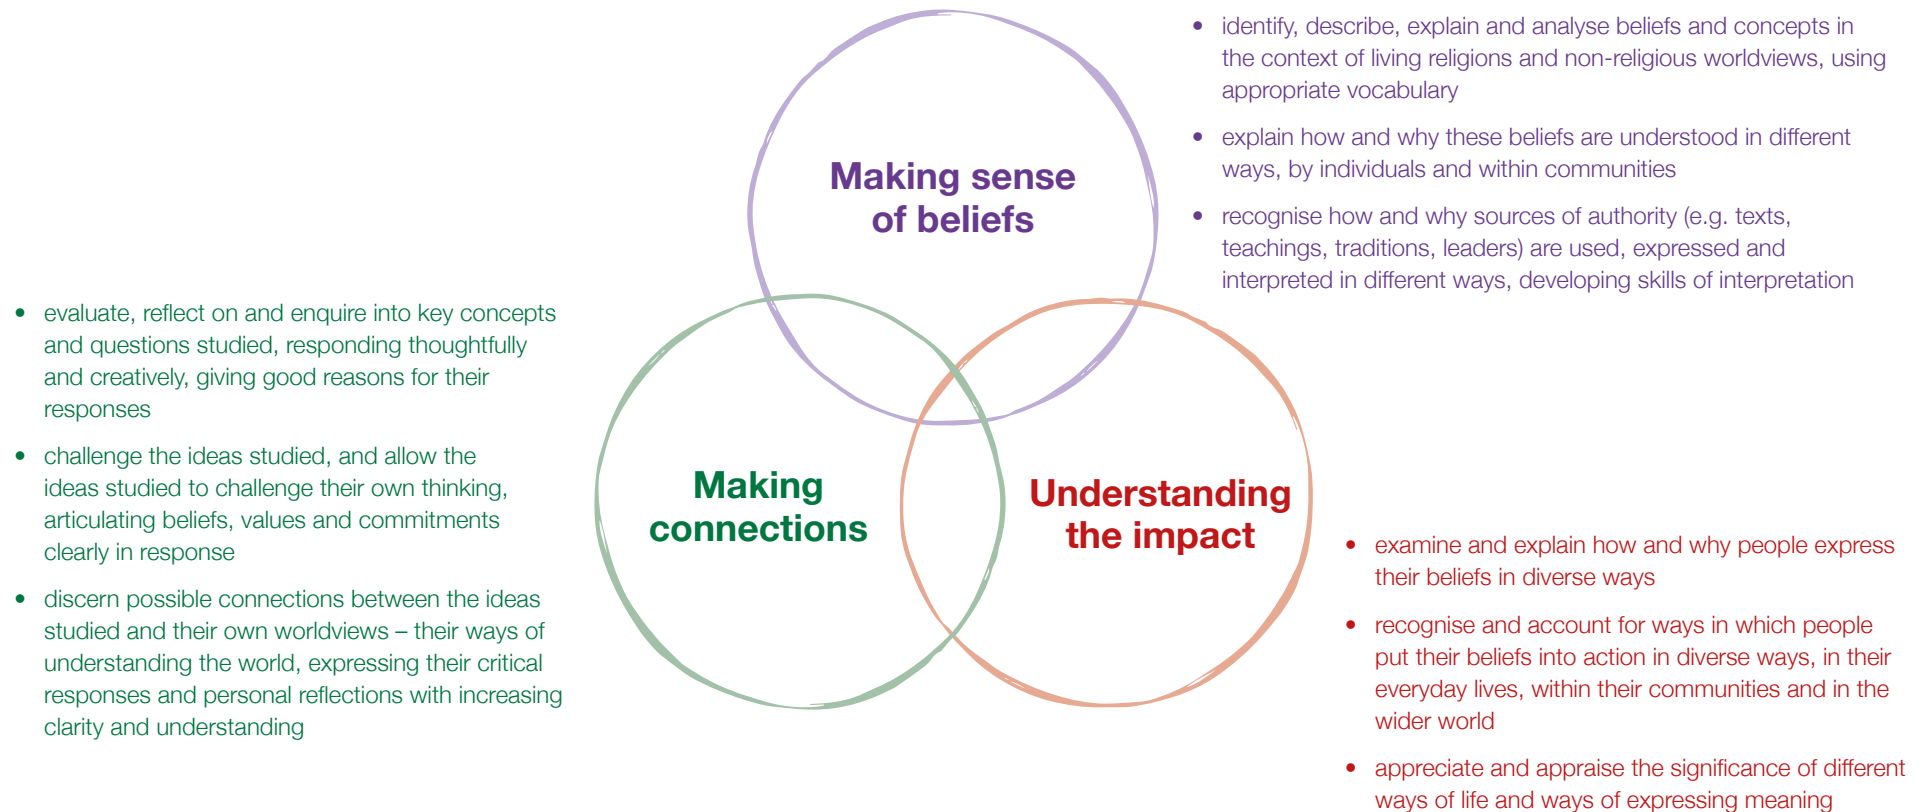 Making sense
of beliefs
• identify, describe, explain and analyse beliefs and concepts in
the context of living religions and non-religious worldviews, using
appropriate vocabulary
• explain how and why these beliefs are understood in different
ways, by individuals and within communities
• recognise how and why sources of authority (e.g. texts,
teachings, traditions, leaders) are used, expressed and
interpreted in different ways, developing skills of interpretation
• evaluate, reflect on and enquire into key concepts
and questions studied, responding thoughtfully
and creatively, giving good reasons for their
responses
• challenge the ideas studied, and allow the
ideas studied to challenge their own thinking,
articulating beliefs, values and commitments
clearly in response
• discern possible connections between the ideas
studied and their own worldviews – their ways of
understanding the world, expressing their critical
responses and personal reflections with increasing
clarity and understanding
Making
connections
Understanding
the impact
• examine and explain how and why people express
their beliefs in diverse ways
• recognise and account for ways in which people
put their beliefs into action in diverse ways, in their
everyday lives, within their communities and in the
wider world
• appreciate and appraise the significance of different
ways of life and ways of expressing meaning